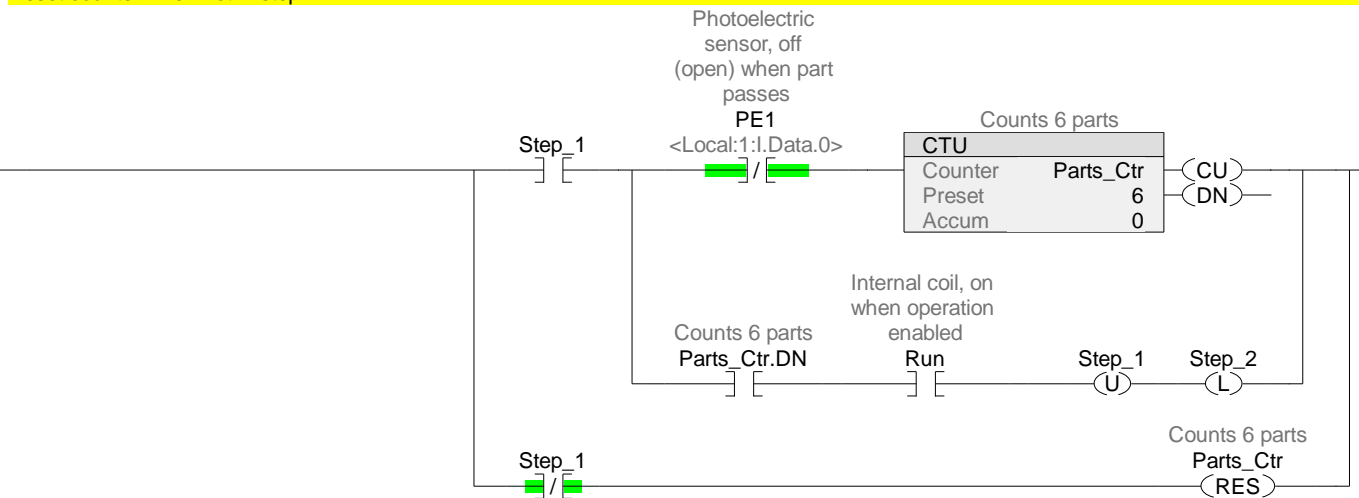 Photoelectric
sensor, off
(open) when part
passes
PE1
<Local:1:I.Data.0>
Step_1
/
Counts 6 parts
CTU
Counter Parts_Ctr
Preset 6
Accum 0
CU
DN
Counts 6 parts
Parts_Ctr.DN
Internal coil, on
when operation
enabled
Run
Step_1
U
Step_2
L
Step_1
/
Counts 6 parts
Parts_Ctr
RES